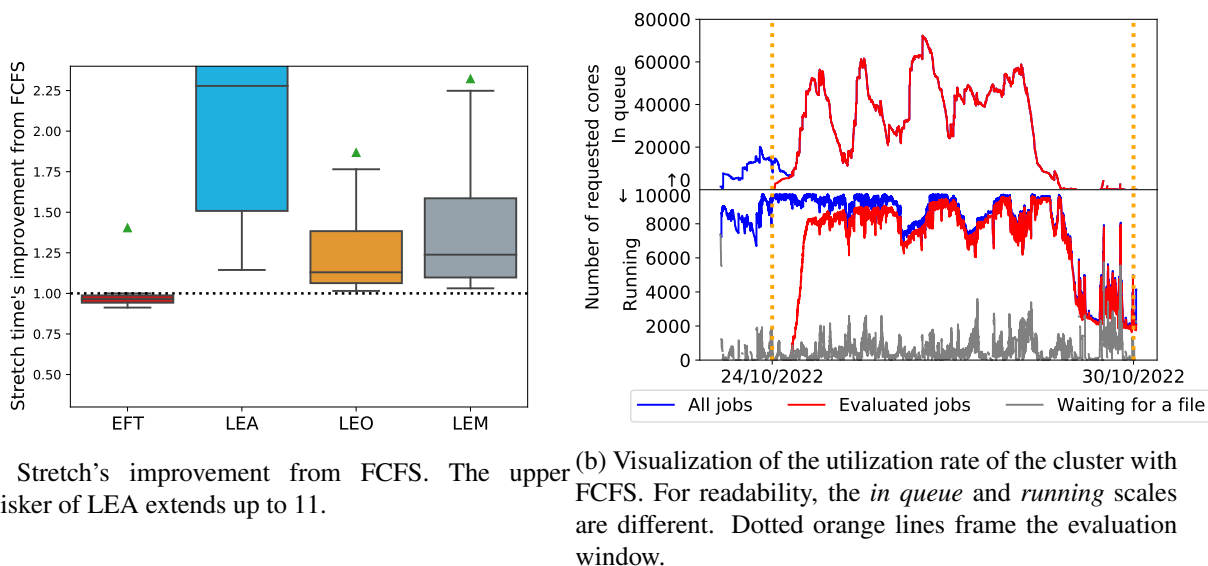 Stretch time's improvement from FCFS
2.25
2.00
1.75
1.50
1.25
1.00
0.75
0.50
EFT LEA LEO LEM
Stretch's improvement from FCFS. The upper
isker of LEA extends up to 11.
Number of requested cores
In queue
Running
80000
60000
40000
20000
↑0
← 10000
8000
6000
4000
2000
0
24/10/2022 30/10/2022
All jobs Evaluated jobs Waiting for a file
(b) Visualization of the utilization rate of the cluster with
FCFS. For readability, the in queue and running scales
are different. Dotted orange lines frame the evaluation
window.